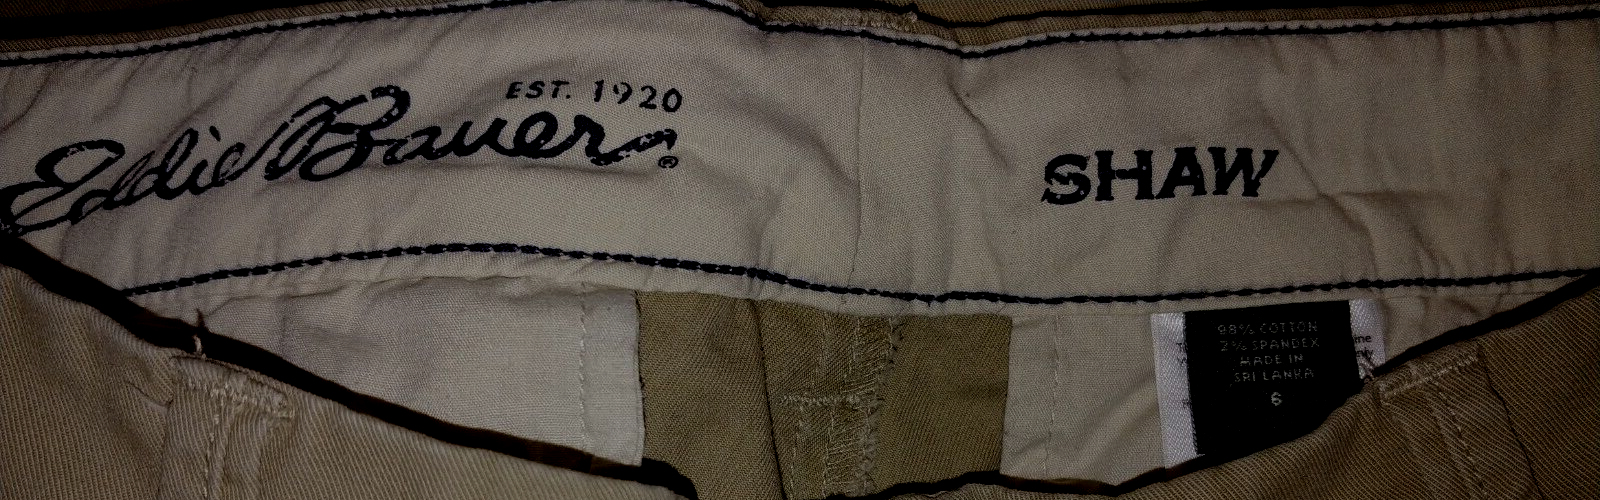 EST. 1920
Eddie Bauer®
SHAW
98% COTTON
2% SPANDEX
MADE IN
SRI LANKA
6